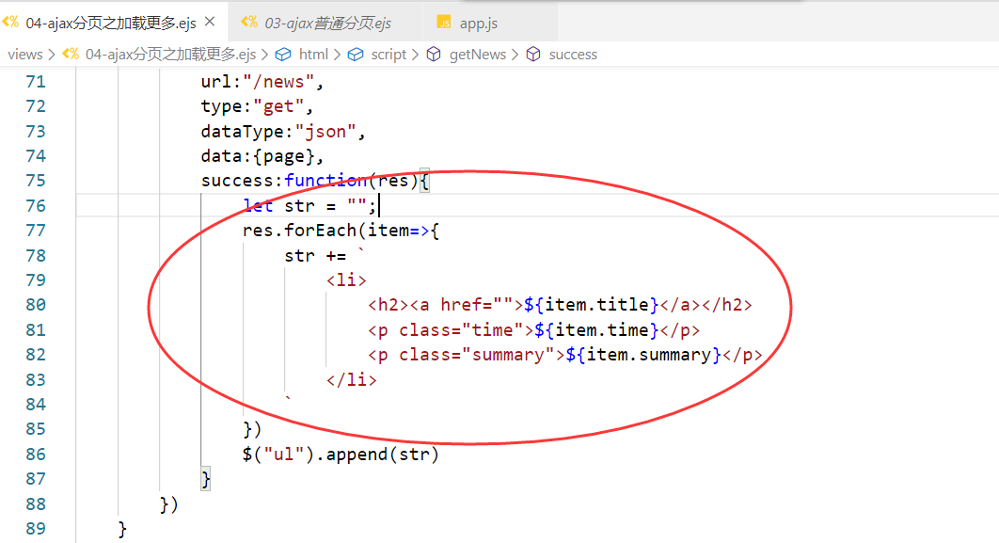 04-ajax分页之加载更多.ejs × 03-ajax普通分页.ejs JS app.js
views > 04-ajax分页之加载更多.ejs > html > script > getNews > success
71 url:"/news",
72 type:"get",
73 dataType:"json",
74 data:{page},
75 success:function(res){
76 let str = "";
77 res.forEach(item=>{
78 str += `
79 <li>
80 <h2><a href="">${item.title}</a></h2>
81 <p class="time">${item.time}</p>
82 <p class="summary">${item.summary}</p>
83 </li>
84 `
85 })
86 $("ul").append(str)
87 }
88 })
89 }